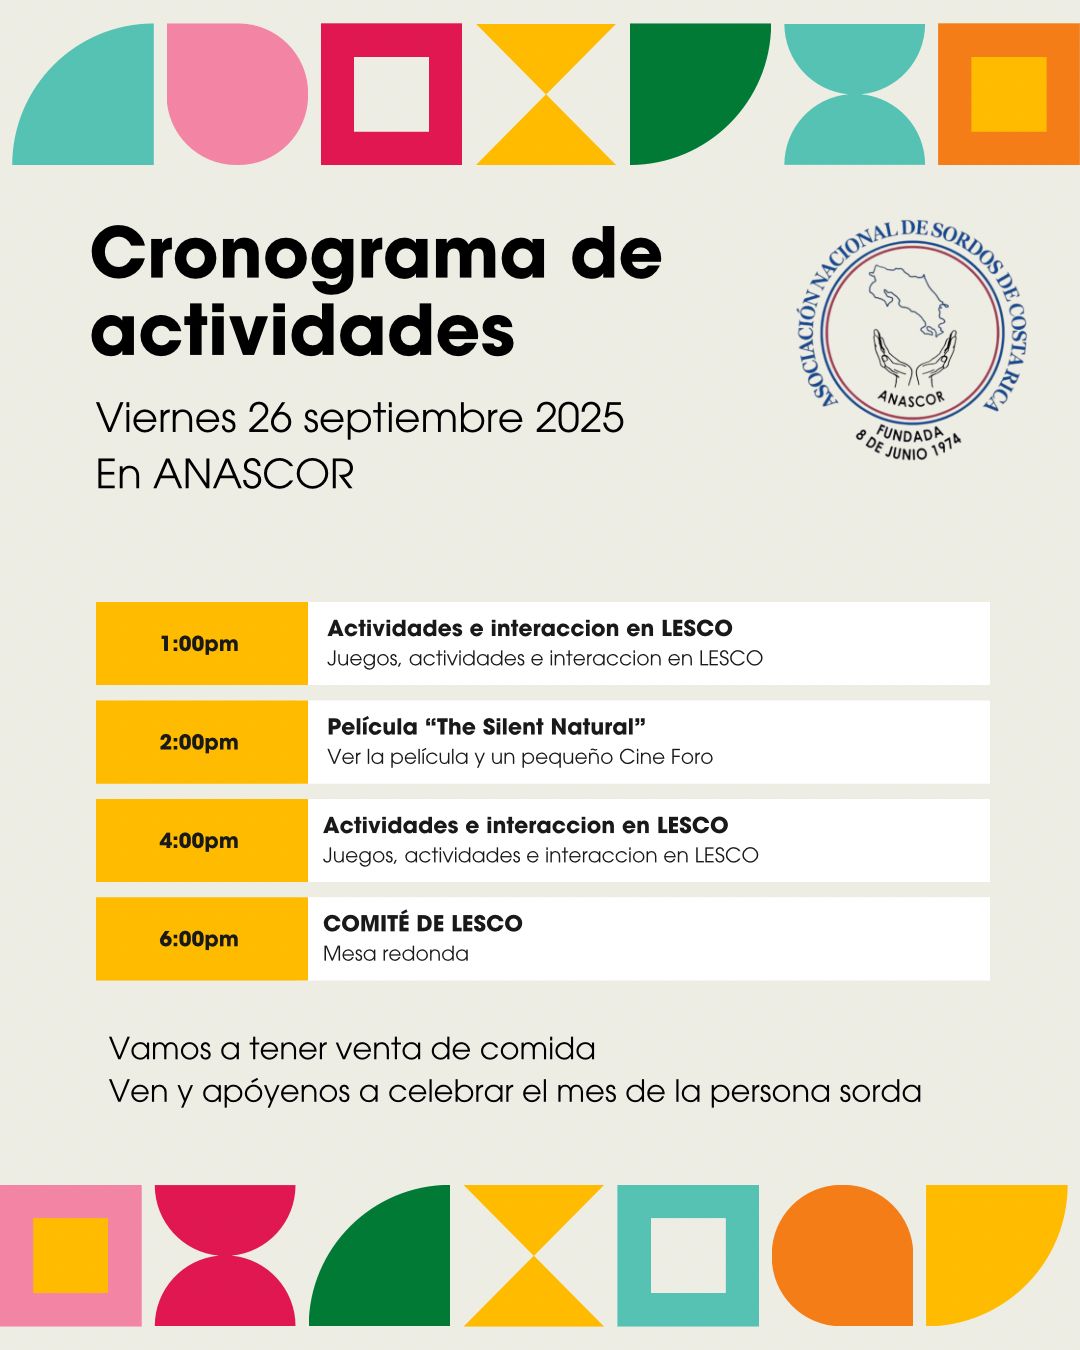 Cronograma de
actividades
Viernes 26 septiembre 2025
En ANASCOR
ASOCIACIÓN NACIONAL DE SORDOS DE COSTA RICA
ANASCOR
FUNDADA
8 DE JUNIO 1974
1:00pm
Actividades e interaccion en LESCO
Juegos, actividades e interaccion en LESCO
2:00pm
Película “The Silent Natural”
Ver la película y un pequeño Cine Foro
4:00pm
Actividades e interaccion en LESCO
Juegos, actividades e interaccion en LESCO
6:00pm
COMITÉ DE LESCO
Mesa redonda
Vamos a tener venta de comida
Ven y apóyenos a celebrar el mes de la persona sorda